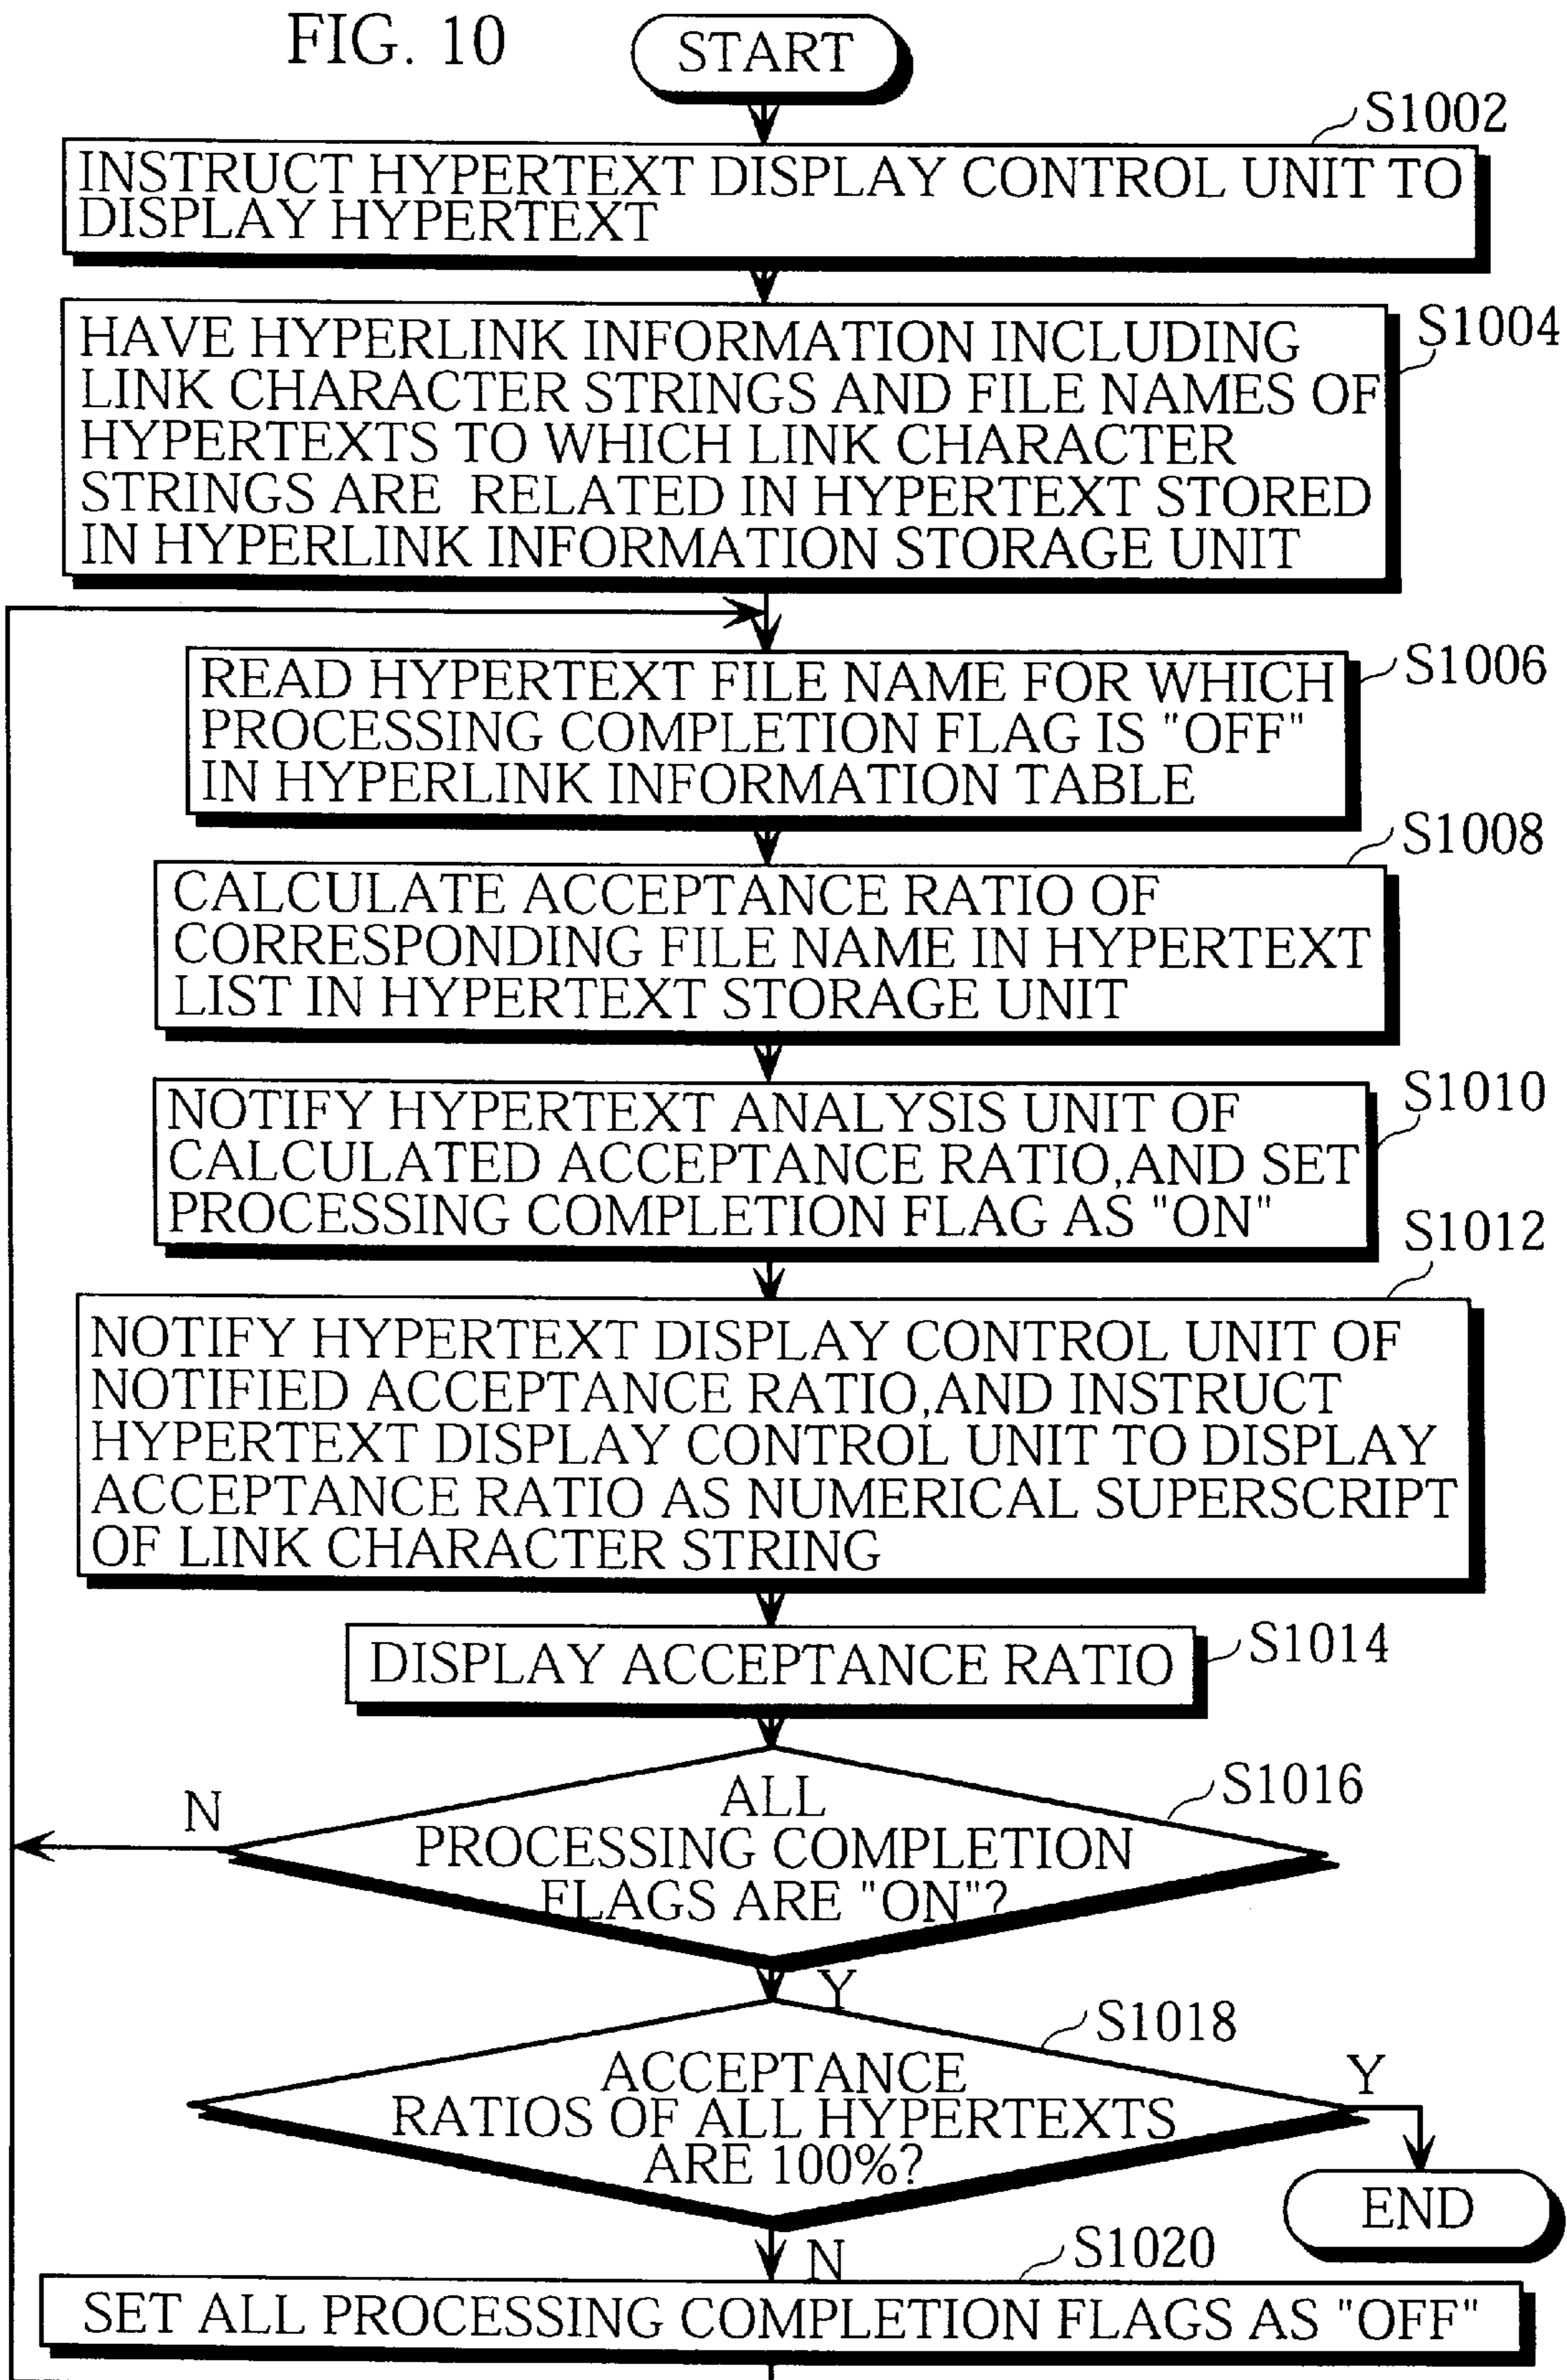 FIG. 10
START
S1002
INSTRUCT HYPERTEXT DISPLAY CONTROL UNIT TO
DISPLAY HYPERTEXT
S1004
HAVE HYPERLINK INFORMATION INCLUDING
LINK CHARACTER STRINGS AND FILE NAMES OF
HYPERTEXTS TO WHICH LINK CHARACTER
STRINGS ARE RELATED IN HYPERTEXT STORED
IN HYPERLINK INFORMATION STORAGE UNIT
S1006
READ HYPERTEXT FILE NAME FOR WHICH
PROCESSING COMPLETION FLAG IS "OFF"
IN HYPERLINK INFORMATION TABLE
S1008
CALCULATE ACCEPTANCE RATIO OF
CORRESPONDING FILE NAME IN HYPERTEXT
LIST IN HYPERTEXT STORAGE UNIT
S1010
NOTIFY HYPERTEXT ANALYSIS UNIT OF
CALCULATED ACCEPTANCE RATIO,AND SET
PROCESSING COMPLETION FLAG AS "ON"
S1012
NOTIFY HYPERTEXT DISPLAY CONTROL UNIT OF
NOTIFIED ACCEPTANCE RATIO,AND INSTRUCT
HYPERTEXT DISPLAY CONTROL UNIT TO DISPLAY
ACCEPTANCE RATIO AS NUMERICAL SUPERSCRIPT
OF LINK CHARACTER STRING
DISPLAY ACCEPTANCE RATIO
S1014
N
ALL
PROCESSING COMPLETION
FLAGS ARE "ON"?
S1016
Y
S1018
ACCEPTANCE
RATIOS OF ALL HYPERTEXTS
ARE 100%?
Y
END
N
S1020
SET ALL PROCESSING COMPLETION FLAGS AS "OFF"